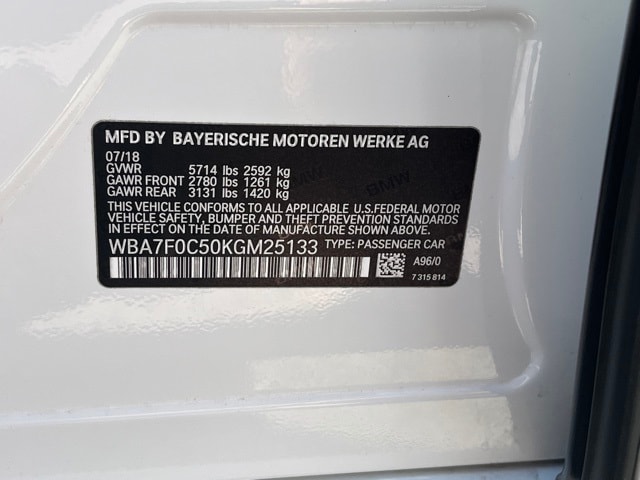 MFD BY BAYERISCHE MOTOREN WERKE AG
07/18
GVWR 5714 lbs 2592 kg
GAWR FRONT 2780 lbs 1261 kg
GAWR REAR 3131 lbs 1420 kg
THIS VEHICLE CONFORMS TO ALL APPLICABLE U.S.FEDERAL MOTOR
VEHICLE SAFETY, BUMPER AND THEFT PREVENTION STANDARDS
IN EFFECT ON THE DATE OF MANUFACTURE SHOWN ABOVE.
WBA7F0C50KGM25133 TYPE: PASSENGER CAR
A96/0
7 315 814
BMW